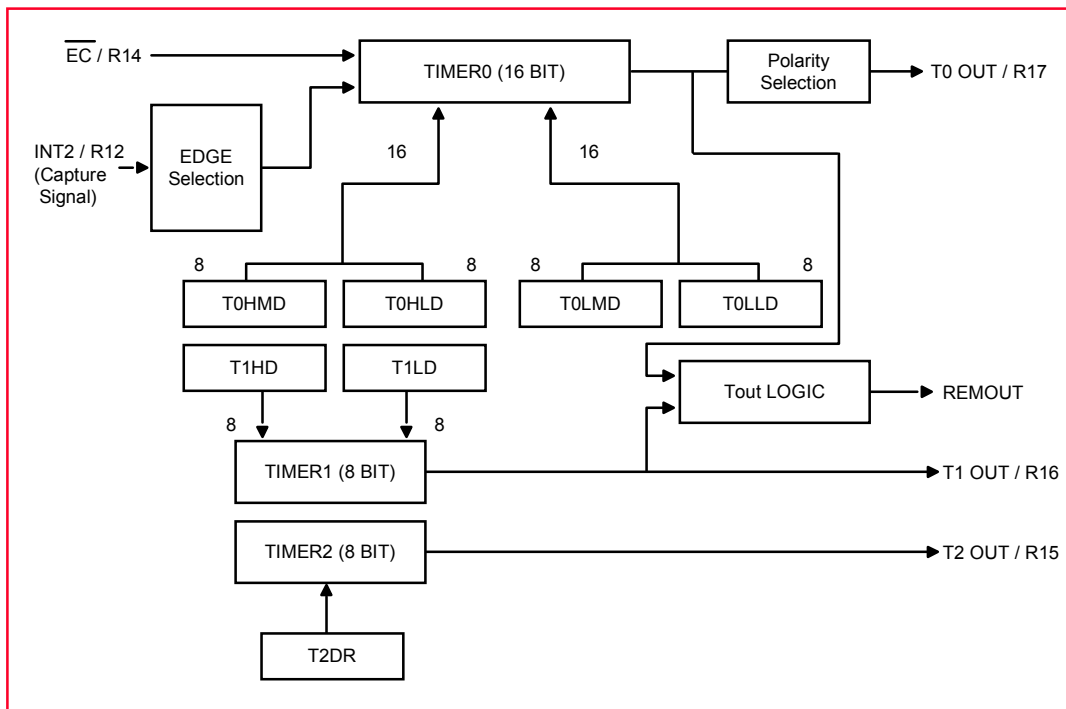 EC / R14
TIMER0 (16 BIT)
Polarity
Selection
T0 OUT / R17
INT2 / R12
(Capture
Signal)
EDGE
Selection
16
16
8
8
8
8
T0HMD
T0HLD
T0LMD
T0LLD
T1HD
T1LD
Tout LOGIC
REMOUT
8
8
TIMER1 (8 BIT)
T1 OUT / R16
TIMER2 (8 BIT)
T2 OUT / R15
T2DR